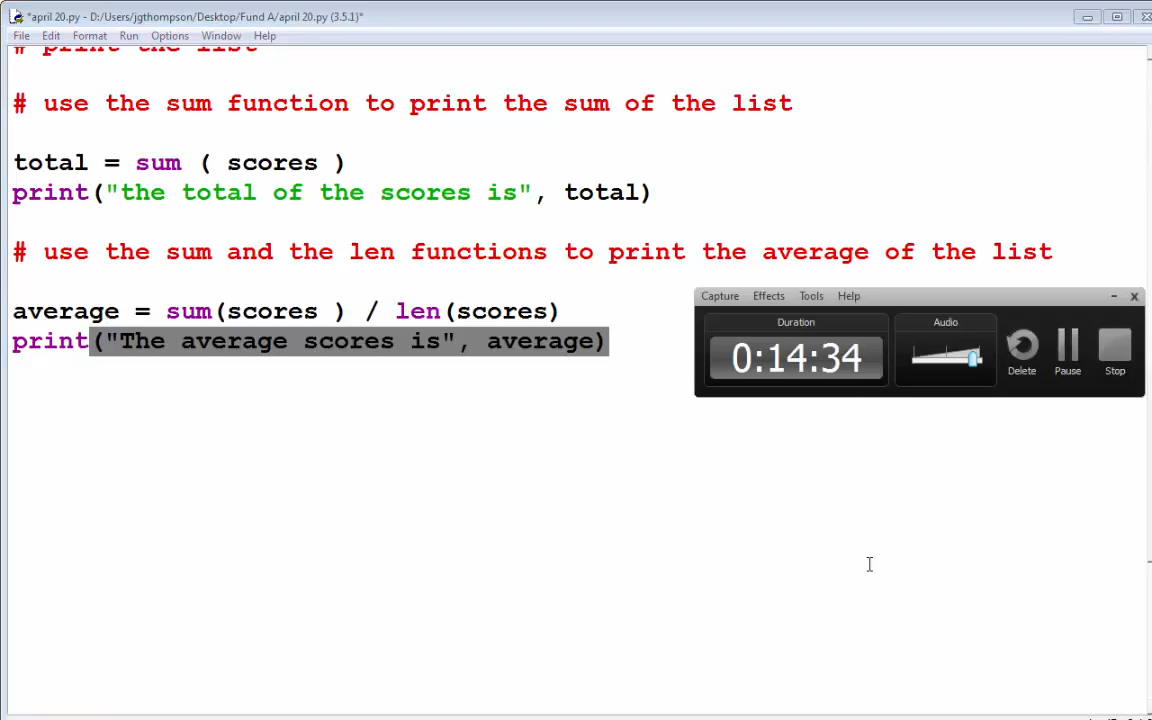 *april 20.py - D:/Users/jgthompson/Desktop/Fund A/april 20.py (3.5.1)*
File Edit Format Run Options Window Help
# print the list
# use the sum function to print the sum of the list
total = sum ( scores )
print("the total of the scores is", total)
# use the sum and the len functions to print the average of the list
average = sum(scores ) / len(scores)
print("The average scores is", average)
Capture Effects Tools Help
Duration
Audio
0:14:34
Delete Pause Stop